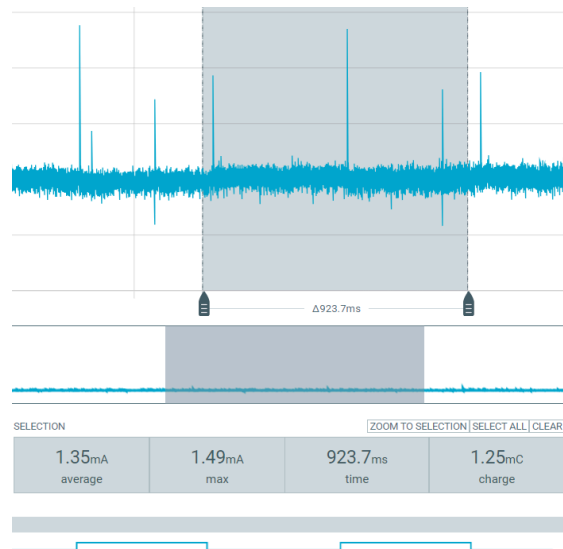 Δ923.7ms
SELECTION
ZOOM TO SELECTION SELECT ALL CLEAR
1.35mA 1.49mA 923.7ms 1.25mC
average max time charge